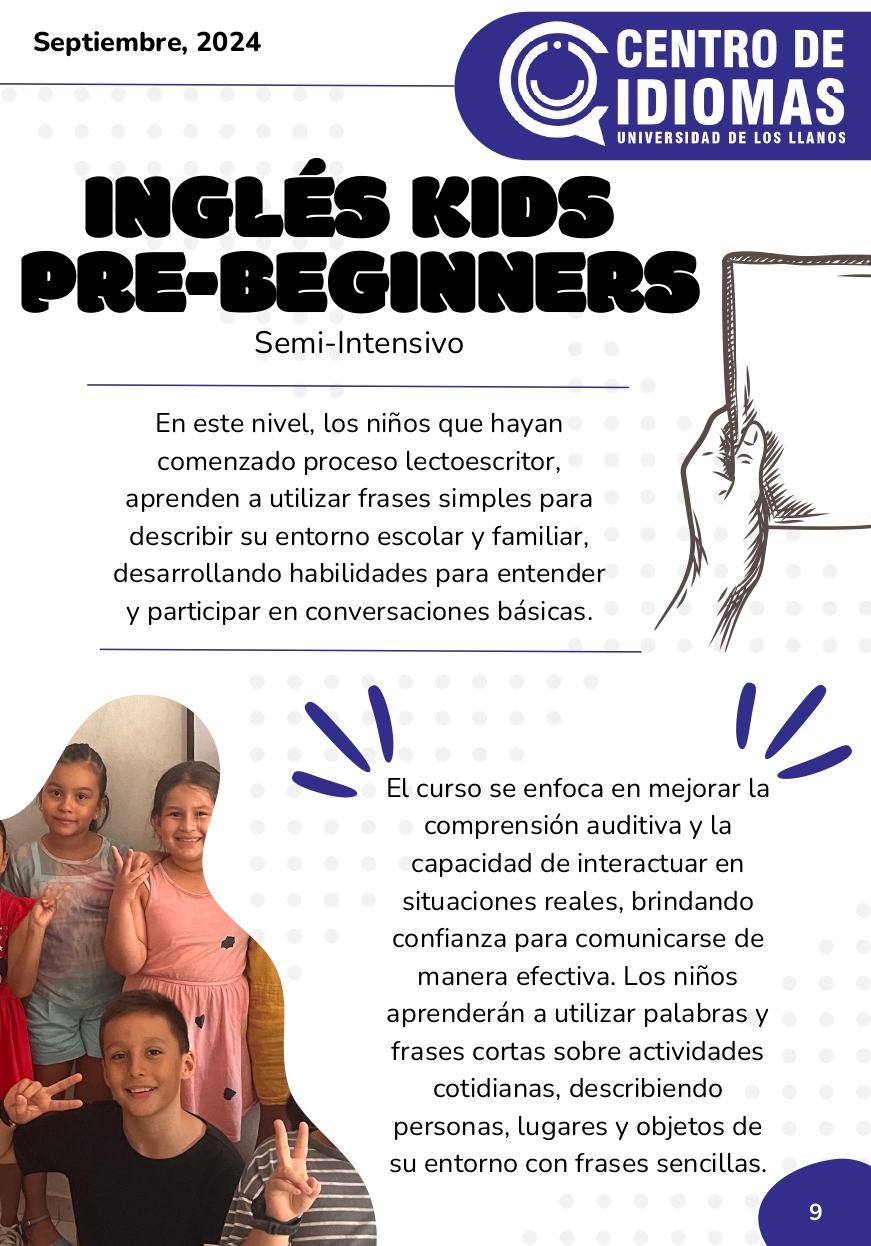 Septiembre, 2024
CENTRO DE
IDIOMAS
UNIVERSIDAD DE LOS LLANOS
INGLÉS KIDS
PRE-BEGINNERS
Semi-Intensivo
En este nivel, los niños que hayan
comenzado proceso lectoescritor,
aprenden a utilizar frases simples para
describir su entorno escolar y familiar,
desarrollando habilidades para entender
y participar en conversaciones básicas.
El curso se enfoca en mejorar la
comprensión auditiva y la
capacidad de interactuar en
situaciones reales, brindando
confianza para comunicarse de
manera efectiva. Los niños
aprenderán a utilizar palabras y
frases cortas sobre actividades
cotidianas, describiendo
personas, lugares y objetos de
su entorno con frases sencillas.
9